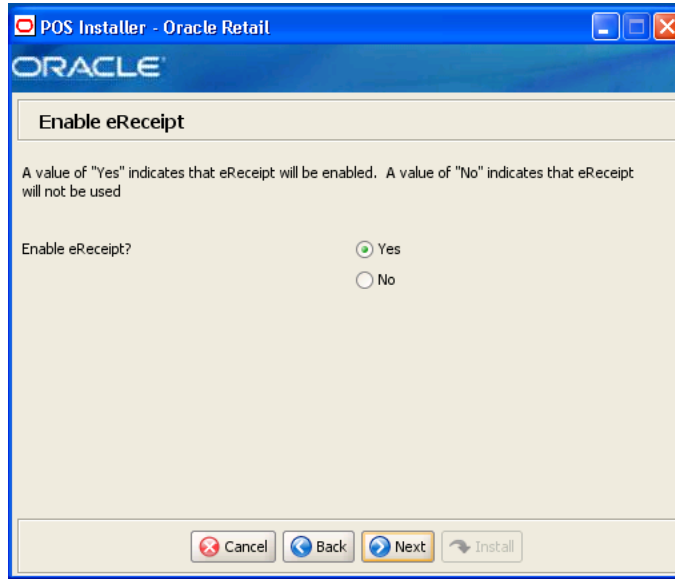 POS Installer - Oracle Retail
ORACLE
Enable eReceipt
A value of "Yes" indicates that eReceipt will be enabled.  A value of "No" indicates that eReceipt
will not be used
Enable eReceipt?
Yes
No
Cancel
Back
Next
Install